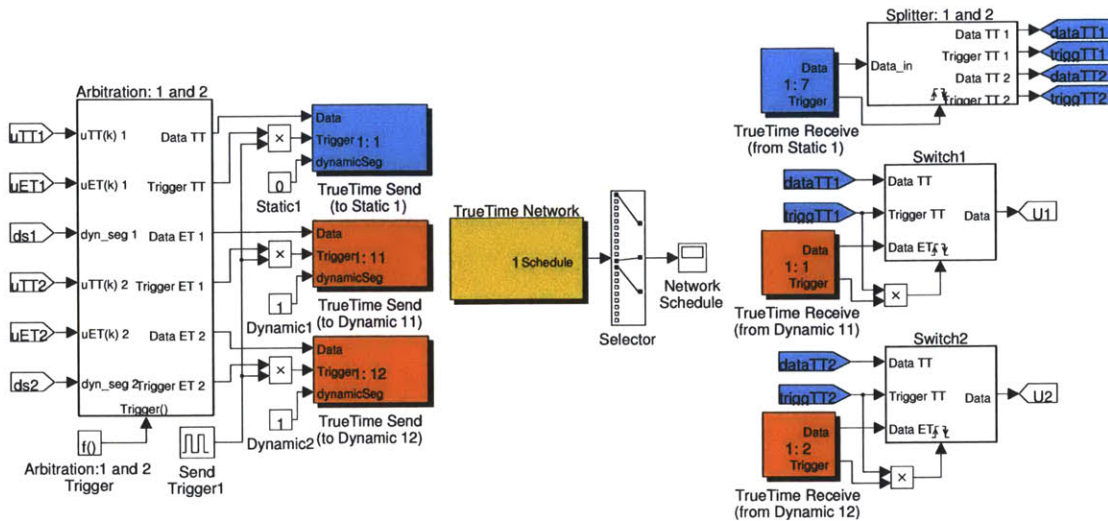 Arbitration: 1 and 2
uTT1
uET1
ds1
uTT2
uET2
ds2
uTT(k) 1
uET(k) 1
dyn_seg 1
uTT(k) 2
uET(k) 2
dyn_seg 2
Data TT
Trigger TT
Data ET 1
Trigger ET 1
Data ET 2
Trigger ET 2
Trigger()
f()
Arbitration:1 and 2
Trigger
Send
Trigger1
×
0
Static1
Data
Trigger 1: 1
dynamicSeg
TrueTime Send
(to Static 1)
×
1
Dynamic1
Data
Trigger 1: 11
dynamicSeg
TrueTime Send
(to Dynamic 11)
×
1
Dynamic2
Data
Trigger 1: 12
dynamicSeg
TrueTime Send
(to Dynamic 12)
TrueTime Network
1 Schedule
Selector
Network
Schedule
Splitter: 1 and 2
Data
1: 7
Trigger
TrueTime Receive
(from Static 1)
Data_in
Data TT 1
Trigger TT 1
Data TT 2
Trigger TT 2
dataTT1
triggTT1
dataTT2
triggTT2
Switch1
dataTT1
triggTT1
Data
1: 1
Trigger
TrueTime Receive
(from Dynamic 11)
×
Data TT
Trigger TT
Data ET
Data
U1
Switch2
dataTT2
triggTT2
Data
1: 2
Trigger
TrueTime Receive
(from Dynamic 12)
×
Data TT
Trigger TT
Data ET
Data
U2